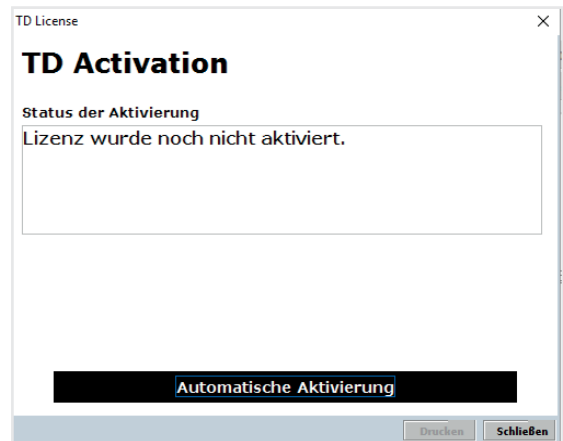 TD License
TD Activation
Status der Aktivierung
Lizenz wurde noch nicht aktiviert.
Automatische Aktivierung
Drucken Schließen